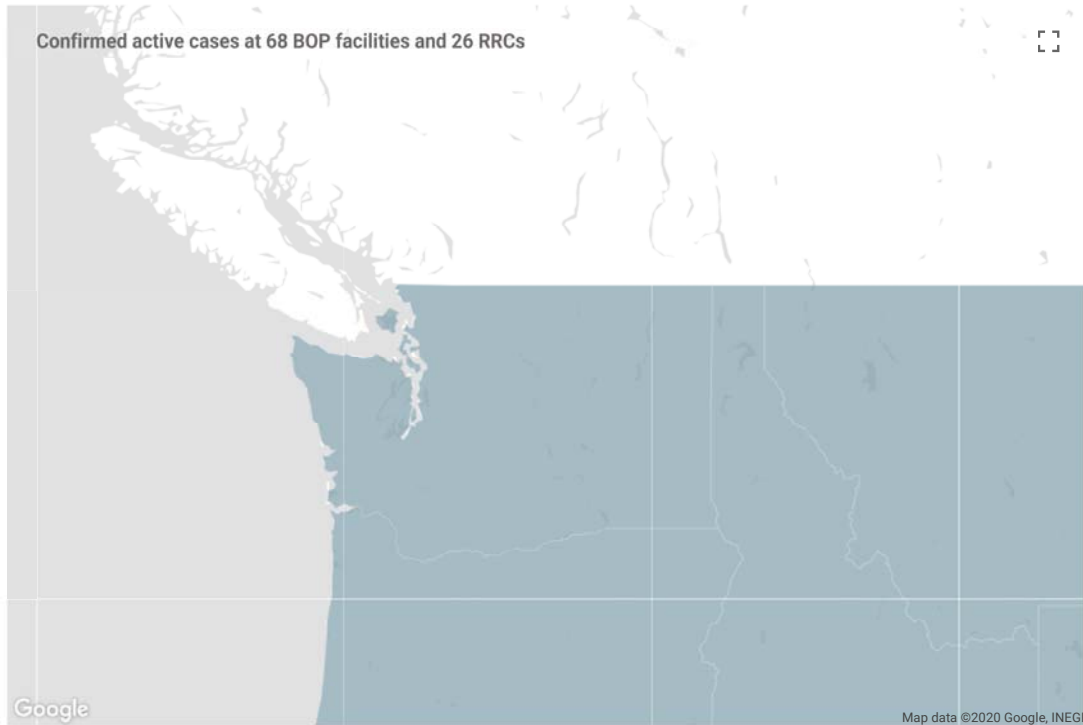 Confirmed active cases at 68 BOP facilities and 26 RRCs
Google
Map data ©2020 Google, INEGI